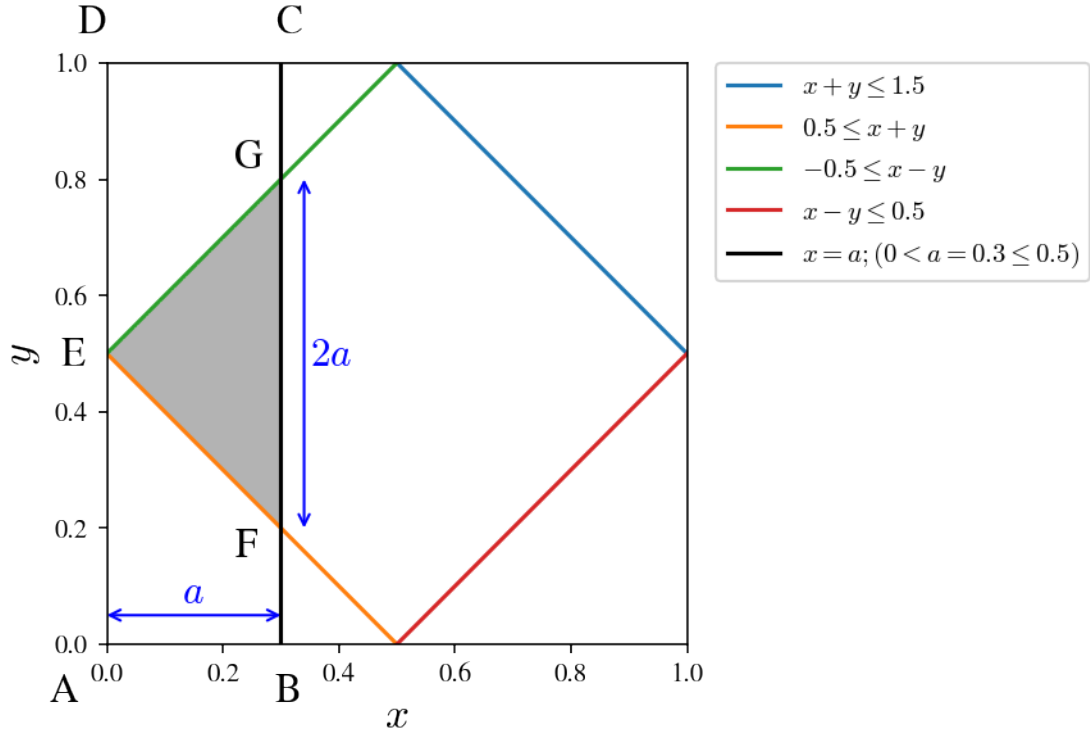 D
C
1.0
x + y ≤ 1.5
0.5 ≤ x + y
−0.5 ≤ x − y
x − y ≤ 0.5
x = a; (0 < a = 0.3 ≤ 0.5)
G
0.8
0.6
2a
E
y
0.4
F
0.2
a
0.0
0.0 0.2 0.4 0.6 0.8 1.0
A
B
x